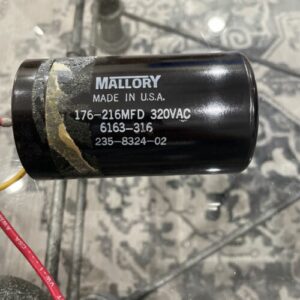 MALLORY
MADE IN U.S.A.
176-216MFD 320VAC
6163-316
235-8324-02